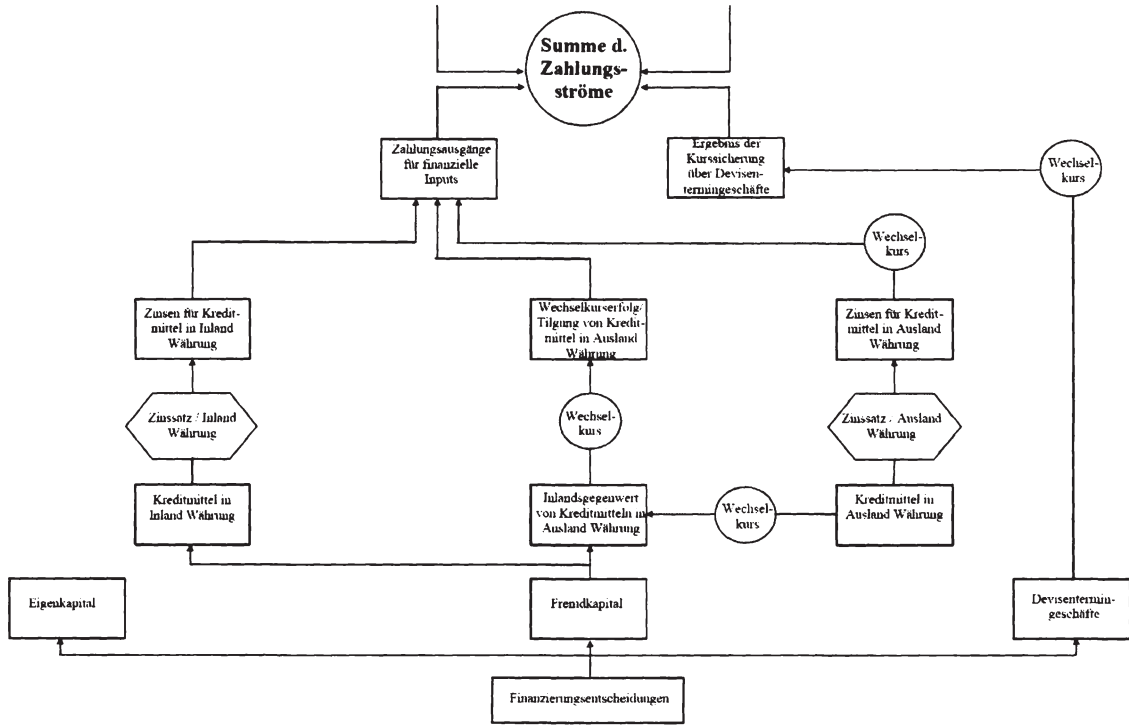 Summe d.
Zahlungs-
ströme
Zahlungsausgänge
für finanzielle
Inputs
Ergebnis der
Kurssicherung
über Devisen-
termingeschäfte
Wechsel-
kurs
Wechsel-
kurs
Zinsen für Kredit-
mittel in Inland
Währung
Wechselkurserfolg/
Tilgung von Kredit-
mittel in Ausland
Währung
Zinsen für Kredit-
mittel in Ausland
Währung
Zinssatz / Inland
Währung
Wechsel-
kurs
Zinssatz / Ausland
Währung
Kreditmittel in
Inland Währung
Inlandsgegenwert
von Kreditmitteln in
Ausland Währung
Wechsel-
kurs
Kreditmittel in
Ausland Währung
Eigenkapital
Fremdkapital
Devisentermin-
geschäfte
Finanzierungsentscheidungen